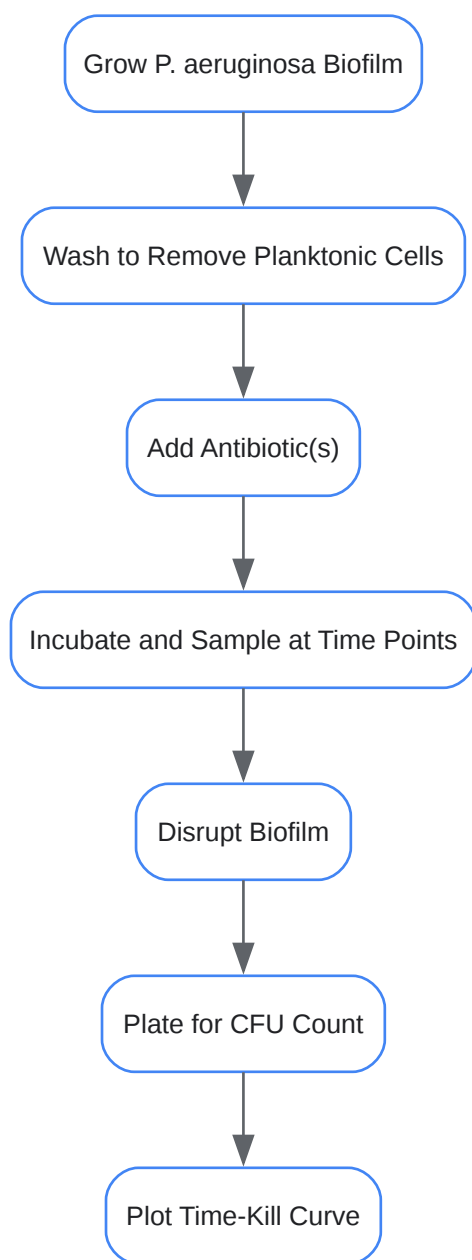 Grow P. aeruginosa Biofilm
Wash to Remove Planktonic Cells
Add Antibiotic(s)
Incubate and Sample at Time Points
Disrupt Biofilm
Plate for CFU Count
Plot Time-Kill Curve